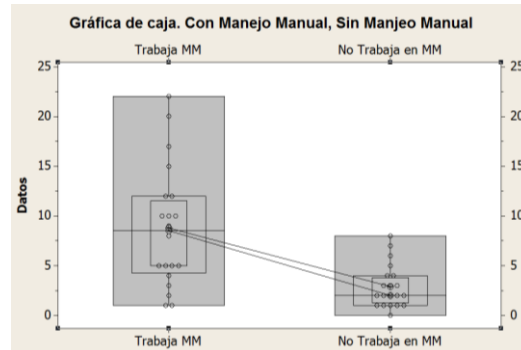 Gráfica de caja. Con Manejo Manual, Sin Manjeo Manual
Trabaja MM No Trabaja en MM
25 25
20 20
15 15
Datos
10 10
5 5
0 0
Trabaja MM No Trabaja en MM